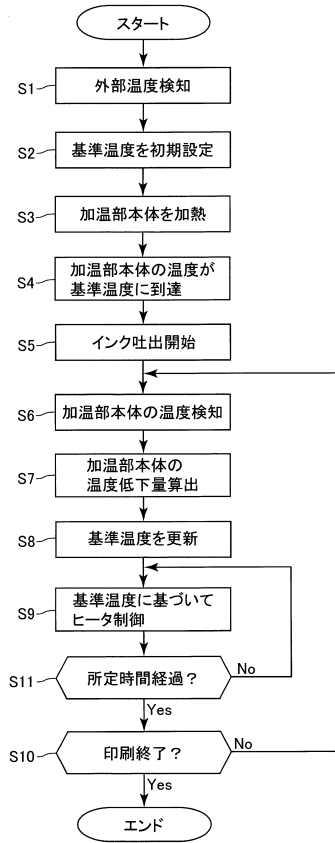 スタート
S1
外部温度検知
S2
基準温度を初期設定
S3
加温部本体を加熱
S4
加温部本体の温度が
基準温度に到達
S5
インク吐出開始
S6
加温部本体の温度検知
S7
加温部本体の
温度低下量算出
S8
基準温度を更新
S9
基準温度に基づいて
ヒータ制御
S11
所定時間経過？
No
Yes
S10
印刷終了？
No
Yes
エンド